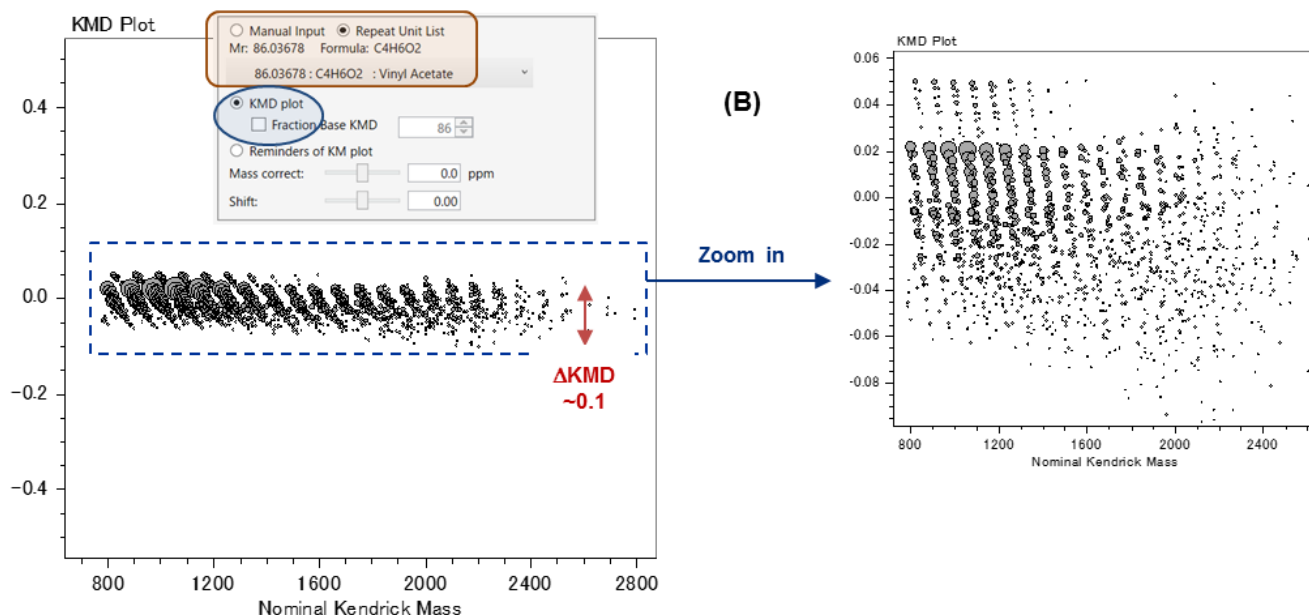 KMD Plot
Manual Input Repeat Unit List
Mr: 86.03678 Formula: C4H6O2
86.03678 : C4H6O2 : Vinyl Acetate
KMD plot
Fraction Base KMD 86
Reminders of KM plot
Mass correct: 0.0 ppm
Shift: 0.00
0.4
0.2
0.0
−0.2
−0.4
ΔKMD
~0.1
800 1200 1600 2000 2400 2800
Nominal Kendrick Mass
Zoom in
(B)
KMD Plot
0.06
0.04
0.02
0.00
−0.02
−0.04
−0.06
−0.08
800 1200 1600 2000 2400
Nominal Kendrick Mass